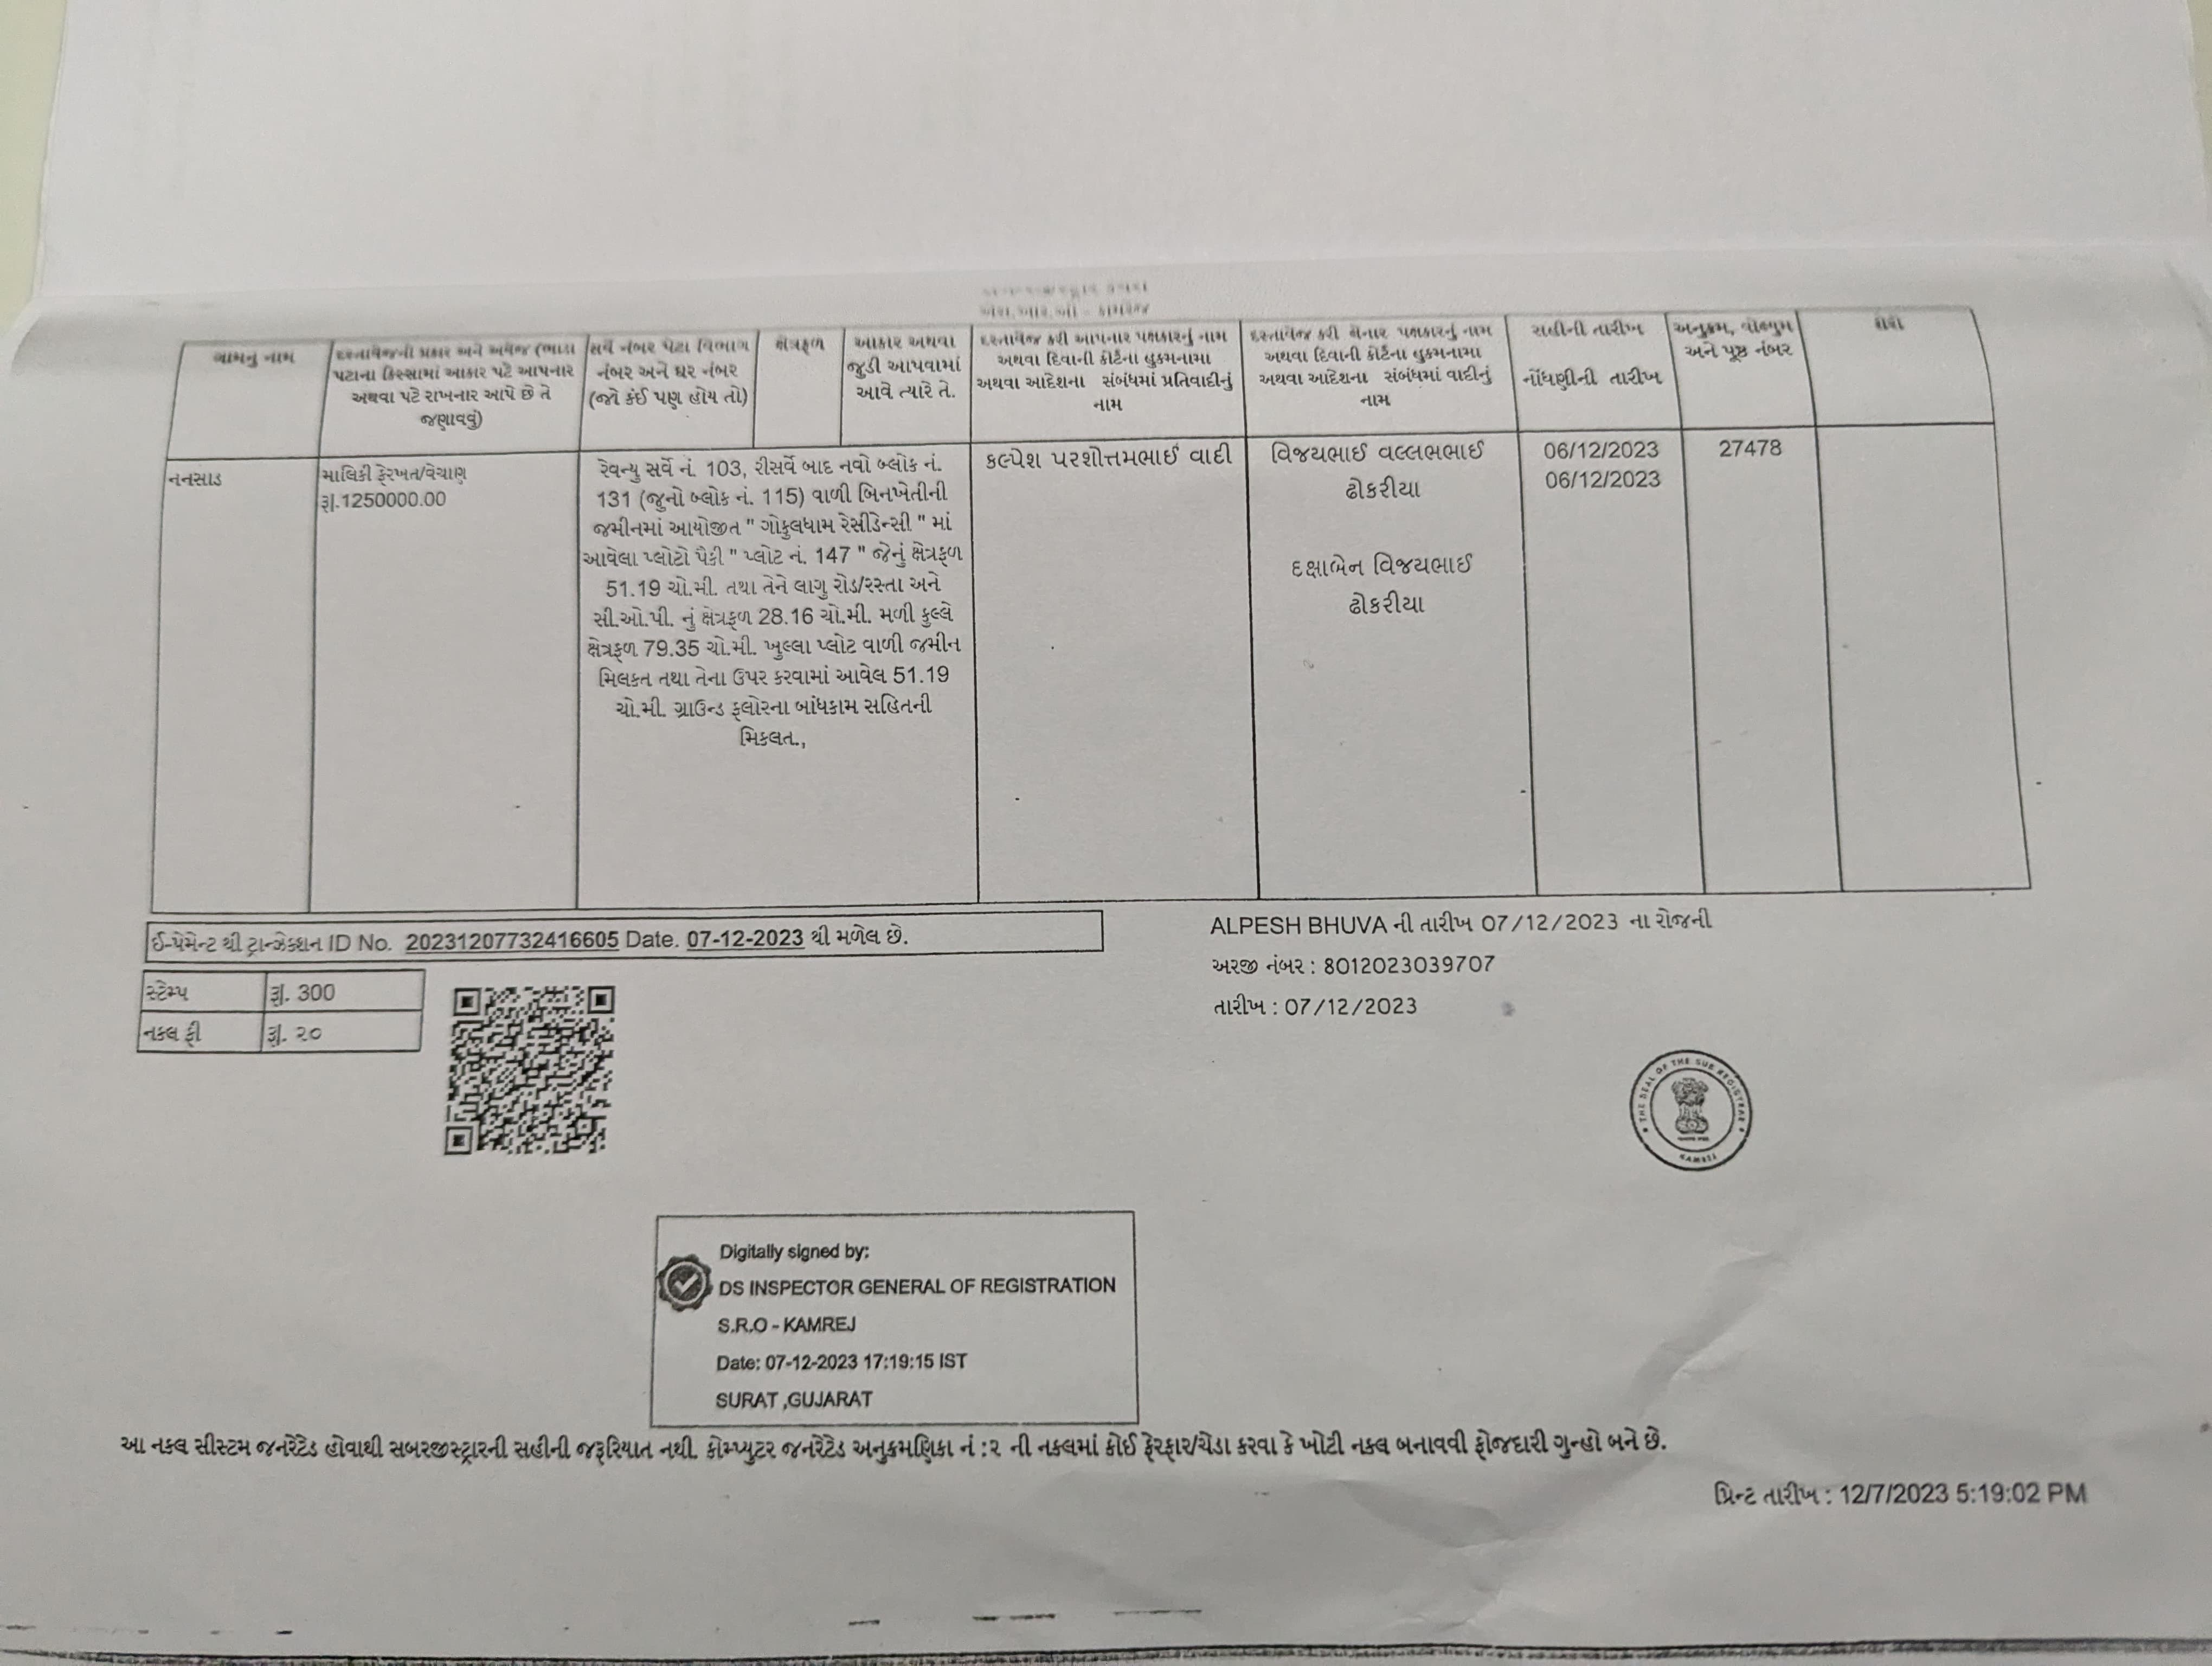 એસ.આર.ઓ - કામરેજ
ગામનું નામ
દસ્તાવેજનો પ્રકાર અને અવેજ (ભાડા
પટાના કિસ્સામાં આકાર પટે આપનાર
અથવા પટે રાખનાર આપે છે તે
જણાવવું)
સર્વે નંબર પેટા વિભાગ
નંબર અને ઘર નંબર
(જો કંઈ પણ હોય તો)
ક્ષેત્રફળ
આકાર અથવા
જુડી આપવામાં
આવે ત્યારે તે.
દસ્તાવેજ કરી આપનાર પક્ષકારનું નામ
અથવા દિવાની કોર્ટના હુકમનામા
અથવા આદેશના સંબંધમાં પ્રતિવાદીનું
નામ
દસ્તાવેજ કરી લેનાર પક્ષકારનું નામ
અથવા દિવાની કોર્ટના હુકમનામા
અથવા આદેશના સંબંધમાં વાદીનું
નામ
સહીની તારીખ
નોંધણીની તારીખ
અનુક્રમ, વોલ્યુમ
અને પૃષ્ઠ નંબર
શેરો
નનસાડ
માલિકી ફેરખત/વેચાણ
રૂા.1250000.00
રેવન્યુ સર્વે નં. 103, રીસર્વે બાદ નવો બ્લોક નં.
131 (જુનો બ્લોક નં. 115) વાળી બિનખેતીની
જમીનમાં આયોજીત " ગોકુલધામ રેસીડેન્સી " માં
આવેલા પ્લોટો પૈકી " પ્લોટ નં. 147 " જેનું ક્ષેત્રફળ
51.19 ચો.મી. તથા તેને લાગુ રોડ/રસ્તા અને
સી.ઓ.પી. નું ક્ષેત્રફળ 28.16 ચો.મી. મળી કુલ્લે
ક્ષેત્રફળ 79.35 ચો.મી. ખુલ્લા પ્લોટ વાળી જમીન
મિલકત તથા તેના ઉપર કરવામાં આવેલ 51.19
ચો.મી. ગ્રાઉન્ડ ફ્લોરના બાંધકામ સહિતની
મિકલત.,
કલ્પેશ પરશોત્તમભાઈ વાદી
વિજયભાઈ વલ્લભભાઈ
ઢોકરીયા
દક્ષાબેન વિજયભાઈ
ઢોકરીયા
06/12/2023
06/12/2023
27478
ઈ-પેમેન્ટ થી ટ્રાન્ઝેક્શન ID No. 20231207732416605 Date. 07-12-2023 થી મળેલ છે.
સ્ટેમ્પ રૂા. 300
નકલ ફી રૂા. ૨૦
ALPESH BHUVA ની તારીખ 07/12/2023 ના રોજની
અરજી નંબર : 8012023039707
તારીખ : 07/12/2023
THE SEAL OF THE SUB REGISTRAR
KAMREJ
Digitally signed by:
DS INSPECTOR GENERAL OF REGISTRATION
S.R.O - KAMREJ
Date: 07-12-2023 17:19:15 IST
SURAT ,GUJARAT
આ નકલ સીસ્ટમ જનરેટેડ હોવાથી સબરજીસ્ટ્રારની સહીની જરૂરિયાત નથી. કોમ્પ્યુટર જનરેટેડ અનુક્રમણિકા નં :૨ ની નકલમાં કોઈ ફેરફાર/ચેડા કરવા કે ખોટી નકલ બનાવવી ફોજદારી ગુન્હો બને છે.
પ્રિન્ટ તારીખ : 12/7/2023 5:19:02 PM